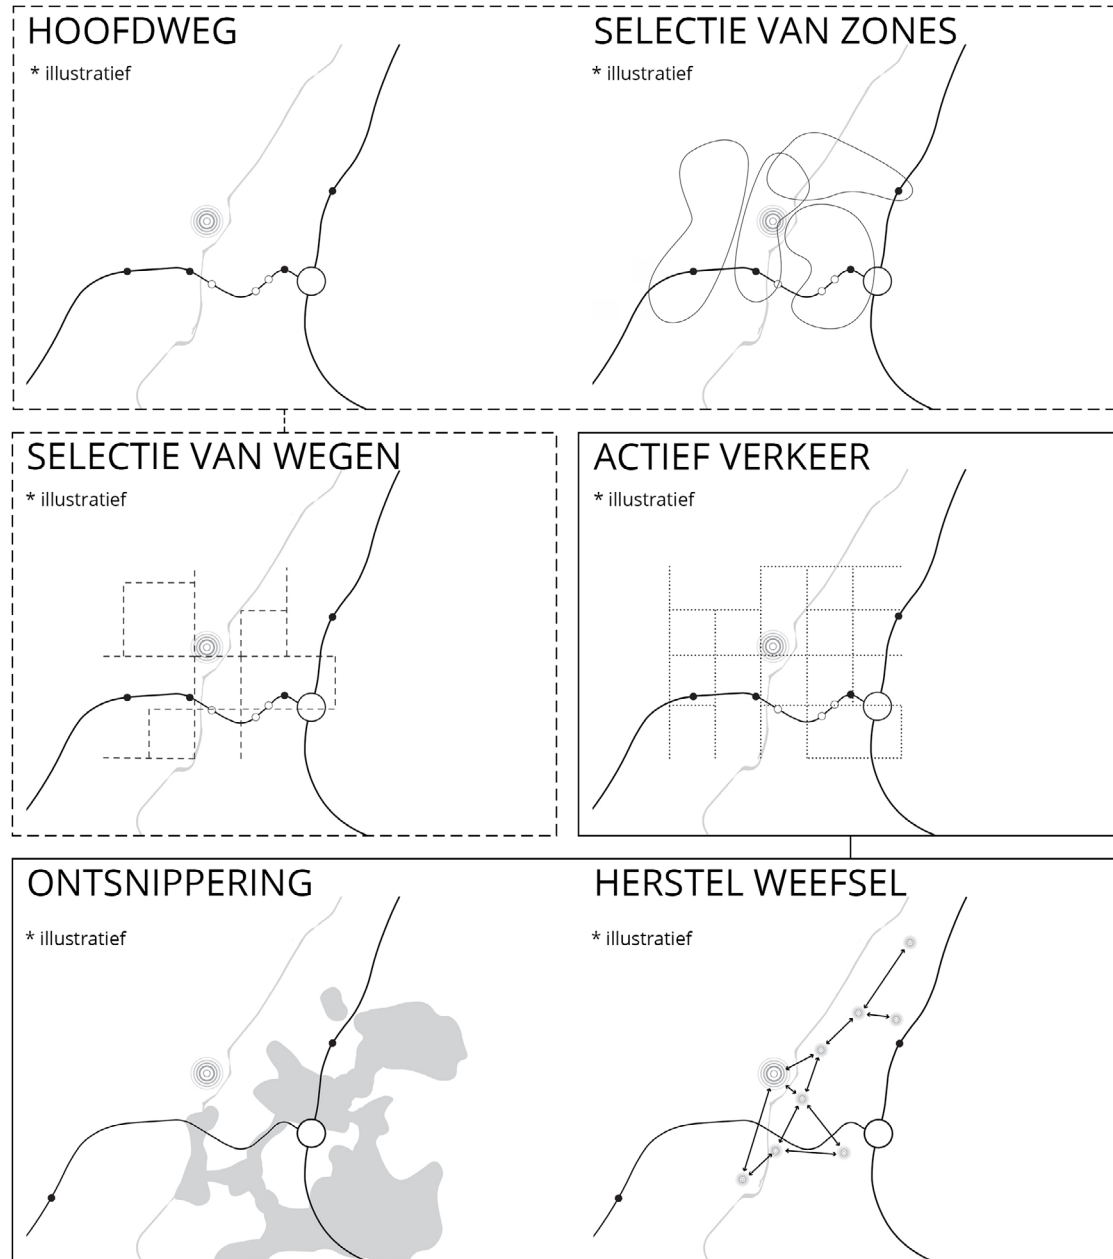 HOOFDWEG
* illustratief
SELECTIE VAN ZONES
* illustratief
SELECTIE VAN WEGEN
* illustratief
ACTIEF VERKEER
* illustratief
ONTSNIPPERING
* illustratief
HERSTEL WEEFSEL
* illustratief